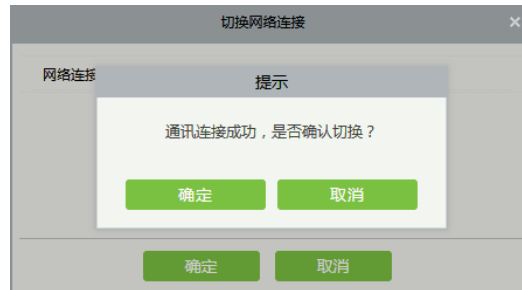 切换网络连接
×
网络连接
提示
通讯连接成功，是否确认切换？
确定 取消
确定 取消